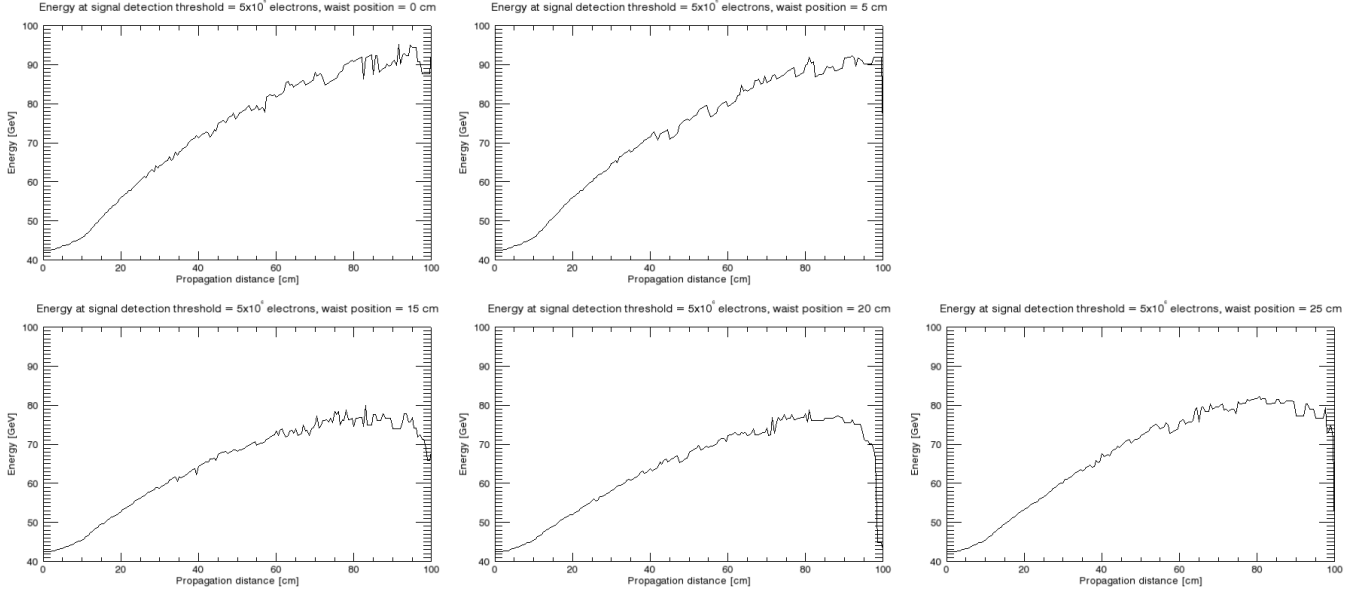 Energy at signal detection threshold = 5x10 electrons, waist position = 0 cm
100
90
80
70
60
50
40
Energy [GeV]
0 20 40 60 80 100
Propagation distance [cm]
Energy at signal detection threshold = 5x10 electrons, waist position = 5 cm
100
90
80
70
60
50
40
Energy [GeV]
0 20 40 60 80 100
Propagation distance [cm]
Energy at signal detection threshold = 5x10 electrons, waist position = 15 cm
100
90
80
70
60
50
40
Energy [GeV]
0 20 40 60 80 100
Propagation distance [cm]
Energy at signal detection threshold = 5x10 electrons, waist position = 20 cm
100
90
80
70
60
50
40
Energy [GeV]
0 20 40 60 80 100
Propagation distance [cm]
Energy at signal detection threshold = 5x10 electrons, waist position = 25 cm
100
90
80
70
60
50
40
Energy [GeV]
0 20 40 60 80 100
Propagation distance [cm]